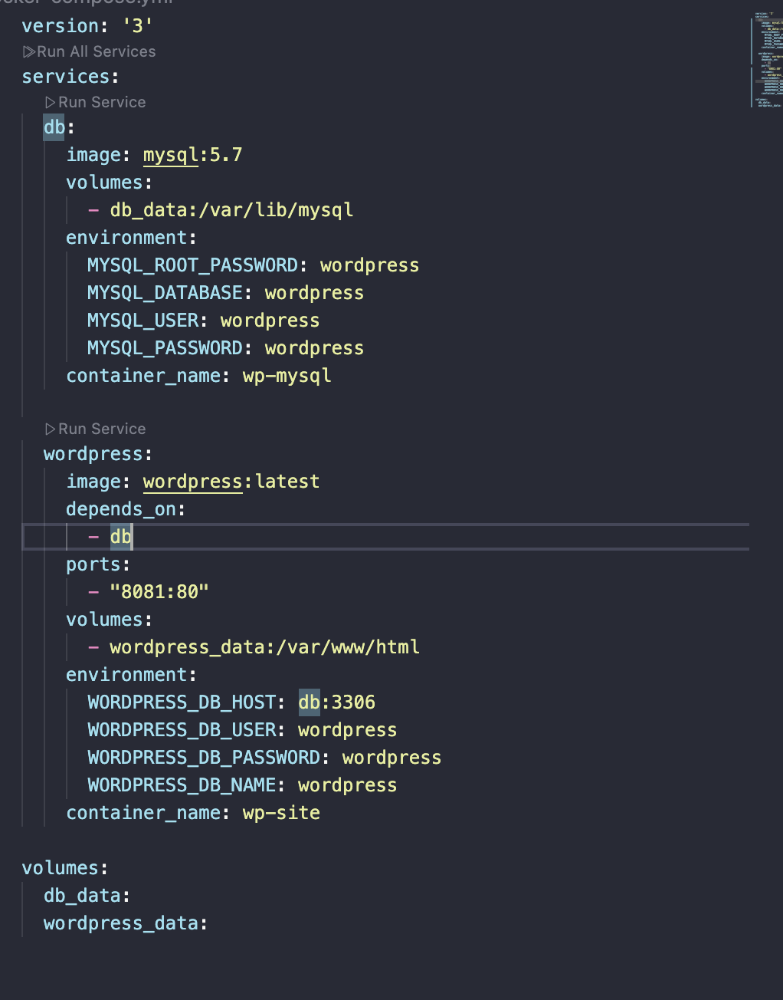 version: '3'
Run All Services
services:
Run Service
db:
image: mysql:5.7
volumes:
- db_data:/var/lib/mysql
environment:
MYSQL_ROOT_PASSWORD: wordpress
MYSQL_DATABASE: wordpress
MYSQL_USER: wordpress
MYSQL_PASSWORD: wordpress
container_name: wp-mysql
Run Service
wordpress:
image: wordpress:latest
depends_on:
- db
ports:
- "8081:80"
volumes:
- wordpress_data:/var/www/html
environment:
WORDPRESS_DB_HOST: db:3306
WORDPRESS_DB_USER: wordpress
WORDPRESS_DB_PASSWORD: wordpress
WORDPRESS_DB_NAME: wordpress
container_name: wp-site
volumes:
db_data:
wordpress_data: